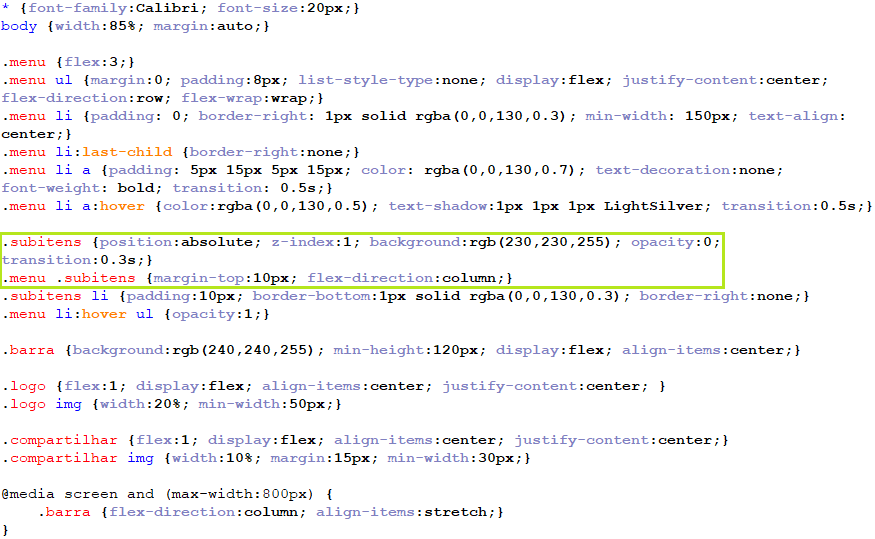 * {font-family:Calibri; font-size:20px;}
body {width:85%; margin:auto;}
.menu {flex:3;}
.menu ul {margin:0; padding:8px; list-style-type:none; display:flex; justify-content:center;
flex-direction:row; flex-wrap:wrap;}
.menu li {padding: 0; border-right: 1px solid rgba(0,0,130,0.3); min-width: 150px; text-align:
center;}
.menu li:last-child {border-right:none;}
.menu li a {padding: 5px 15px 5px 15px; color: rgba(0,0,130,0.7); text-decoration:none;
font-weight: bold; transition: 0.5s;}
.menu li a:hover {color:rgba(0,0,130,0.5); text-shadow:1px 1px 1px LightSilver; transition:0.5s;}
.subitens {position:absolute; z-index:1; background:rgb(230,230,255); opacity:0;
transition:0.3s;}
.menu .subitens {margin-top:10px; flex-direction:column;}
.subitens li {padding:10px; border-bottom:1px solid rgba(0,0,130,0.3); border-right:none;}
.menu li:hover ul {opacity:1;}
.barra {background:rgb(240,240,255); min-height:120px; display:flex; align-items:center;}
.logo {flex:1; display:flex; align-items:center; justify-content:center; }
.logo img {width:20%; min-width:50px;}
.compartilhar {flex:1; display:flex; align-items:center; justify-content:center;}
.compartilhar img {width:10%; margin:15px; min-width:30px;}
@media screen and (max-width:800px) {
.barra {flex-direction:column; align-items:stretch;}
}